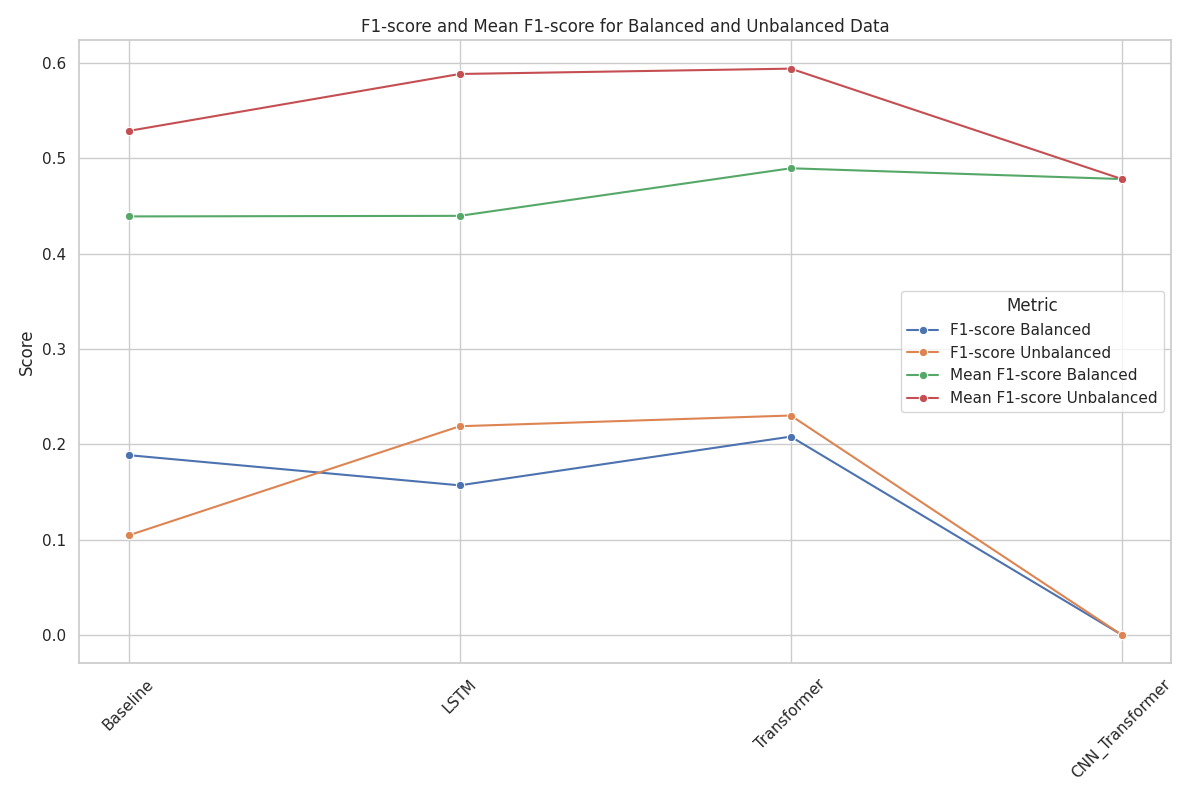 F1-score and Mean F1-score for Balanced and Unbalanced Data
0.6
0.5
0.4
0.3
0.2
0.1
0.0
Score
Metric
F1-score Balanced
F1-score Unbalanced
Mean F1-score Balanced
Mean F1-score Unbalanced
Baseline
LSTM
Transformer
CNN_Transformer